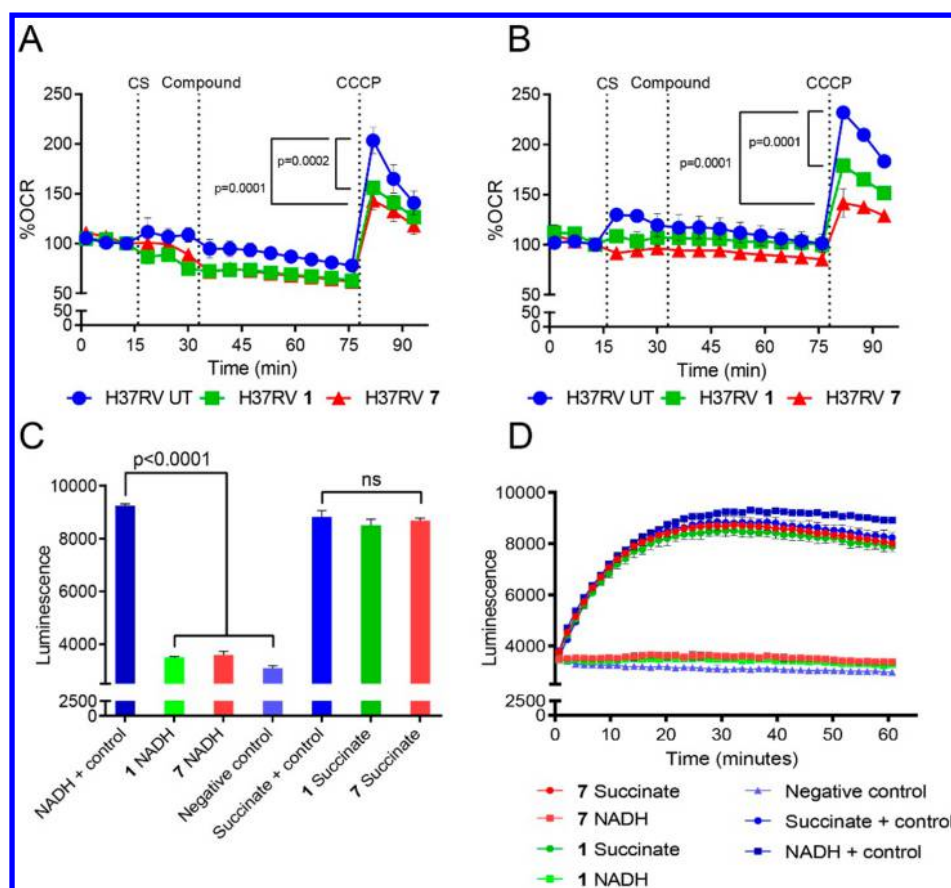 A
CS Compound CCCP
250
200
150
100
50
50
0
%OCR
p=0.0002
p=0.0001
0 15 30 45 60 75 90
Time (min)
H37RV UT H37RV 1 H37RV 7
B
CS Compound CCCP
250
200
150
100
50
50
0
%OCR
p=0.0001
p=0.0001
0 15 30 45 60 75 90
Time (min)
H37RV UT H37RV 1 H37RV 7
C
p<0.0001
ns
10000
8000
6000
4000
2500
0
Luminescence
NADH + control
1 NADH
7 NADH
Negative control
Succinate + control
1 Succinate
7 Succinate
D
10000
8000
6000
4000
2500
0
Luminescence
0 10 20 30 40 50 60
Time (minutes)
7 Succinate
7 NADH
1 Succinate
1 NADH
Negative control
Succinate + control
NADH + control